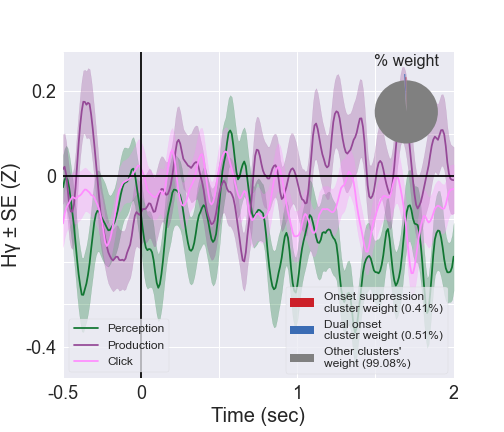 % weight
0.2
0
-0.4
Hγ ± SE (Z)
Perception
Production
Click
Onset suppression
cluster weight (0.41%)
Dual onset
cluster weight (0.51%)
Other clusters'
weight (99.08%)
-0.5
0
1
2
Time (sec)